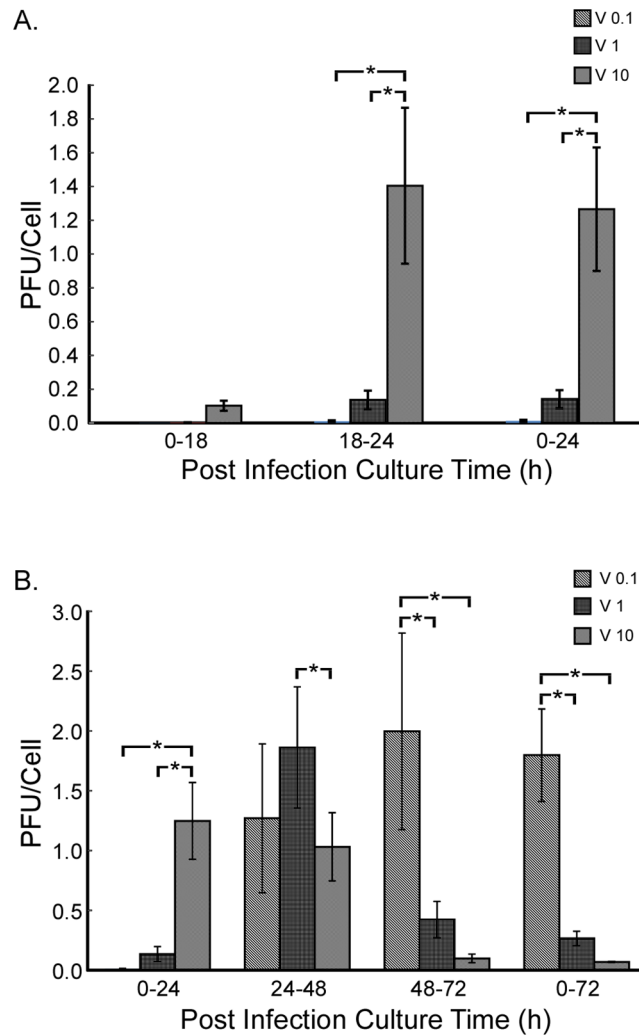 A.
V 0.1
V 1
V 10
2.0
1.8
1.6
1.4
1.2
1.0
0.8
0.6
0.4
0.2
0.0
PFU/Cell
* *
* *
0-18 18-24 0-24
Post Infection Culture Time (h)
B.
V 0.1
V 1
V 10
3.0
2.5
2.0
1.5
1.0
0.5
0.0
PFU/Cell
* * * *
* * *
0-24 24-48 48-72 0-72
Post Infection Culture Time (h)